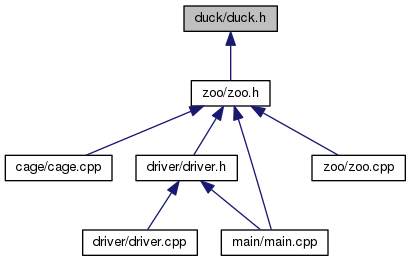 duck/duck.h
zoo/zoo.h
cage/cage.cpp
driver/driver.h
zoo/zoo.cpp
driver/driver.cpp
main/main.cpp